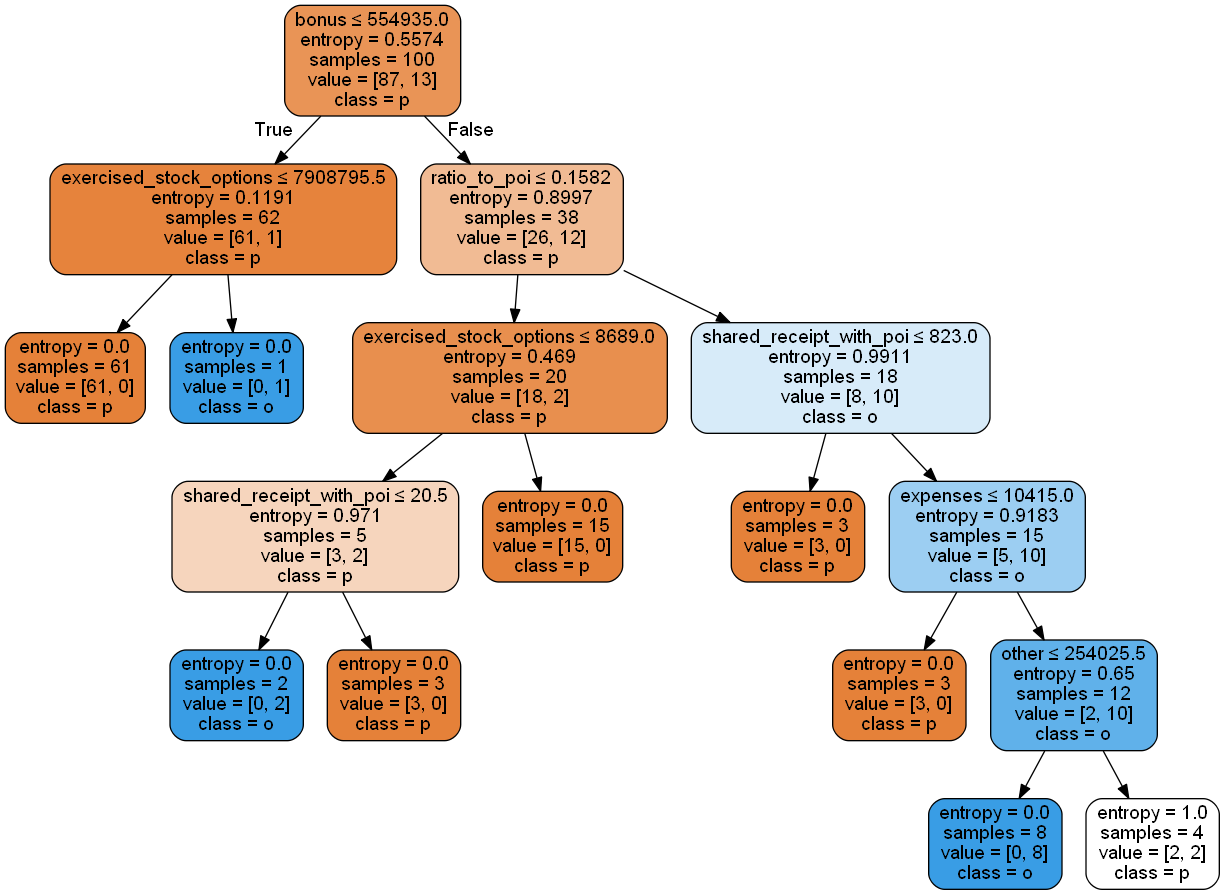 bonus ≤ 554935.0
entropy = 0.5574
samples = 100
value = [87, 13]
class = p
True
False
exercised_stock_options ≤ 7908795.5
entropy = 0.1191
samples = 62
value = [61, 1]
class = p
ratio_to_poi ≤ 0.1582
entropy = 0.8997
samples = 38
value = [26, 12]
class = p
entropy = 0.0
samples = 61
value = [61, 0]
class = p
entropy = 0.0
samples = 1
value = [0, 1]
class = o
exercised_stock_options ≤ 8689.0
entropy = 0.469
samples = 20
value = [18, 2]
class = p
shared_receipt_with_poi ≤ 823.0
entropy = 0.9911
samples = 18
value = [8, 10]
class = o
shared_receipt_with_poi ≤ 20.5
entropy = 0.971
samples = 5
value = [3, 2]
class = p
entropy = 0.0
samples = 15
value = [15, 0]
class = p
entropy = 0.0
samples = 3
value = [3, 0]
class = p
expenses ≤ 10415.0
entropy = 0.9183
samples = 15
value = [5, 10]
class = o
entropy = 0.0
samples = 2
value = [0, 2]
class = o
entropy = 0.0
samples = 3
value = [3, 0]
class = p
entropy = 0.0
samples = 3
value = [3, 0]
class = p
other ≤ 254025.5
entropy = 0.65
samples = 12
value = [2, 10]
class = o
entropy = 0.0
samples = 8
value = [0, 8]
class = o
entropy = 1.0
samples = 4
value = [2, 2]
class = p